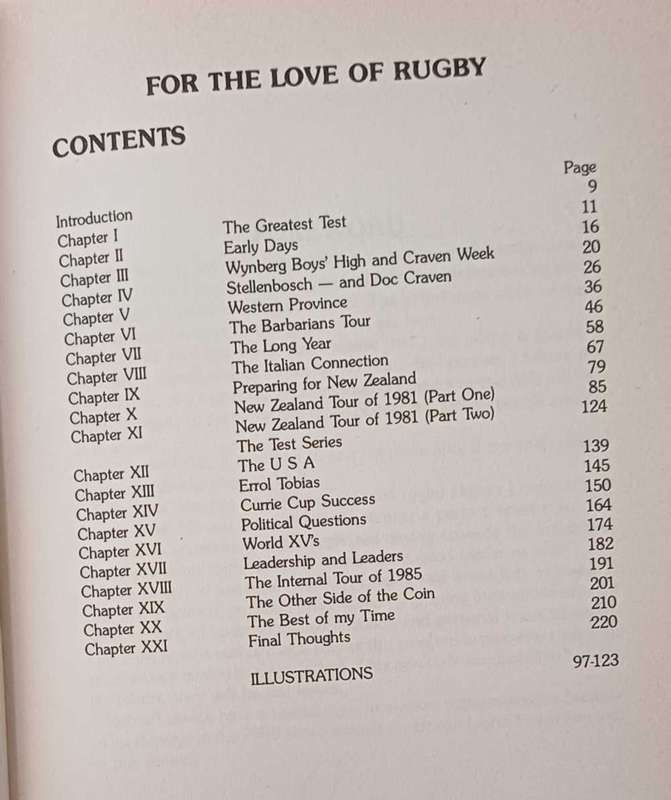 FOR THE LOVE OF RUGBY
CONTENTS
Page
Introduction 9
Chapter I The Greatest Test 11
Chapter II Early Days 16
Chapter III Wynberg Boys' High and Craven Week 20
Chapter IV Stellenbosch — and Doc Craven 26
Chapter V Western Province 36
Chapter VI The Barbarians Tour 46
Chapter VII The Long Year 58
Chapter VIII The Italian Connection 67
Chapter IX Preparing for New Zealand 79
Chapter X New Zealand Tour of 1981 (Part One) 85
Chapter XI New Zealand Tour of 1981 (Part Two) 124
The Test Series
Chapter XII The U S A 139
Chapter XIII Errol Tobias 145
Chapter XIV Currie Cup Success 150
Chapter XV Political Questions 164
Chapter XVI World XV's 174
Chapter XVII Leadership and Leaders 182
Chapter XVIII The Internal Tour of 1985 191
Chapter XIX The Other Side of the Coin 201
Chapter XX The Best of my Time 210
Chapter XXI Final Thoughts 220
ILLUSTRATIONS 97-123